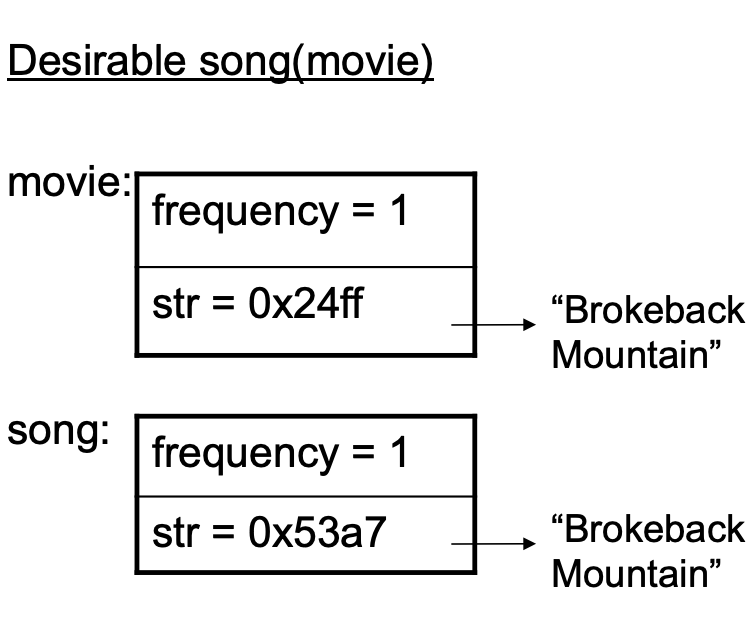 Desirable song(movie)
movie:
frequency = 1
str = 0x24ff
“Brokeback
Mountain”
song:
frequency = 1
str = 0x53a7
“Brokeback
Mountain”